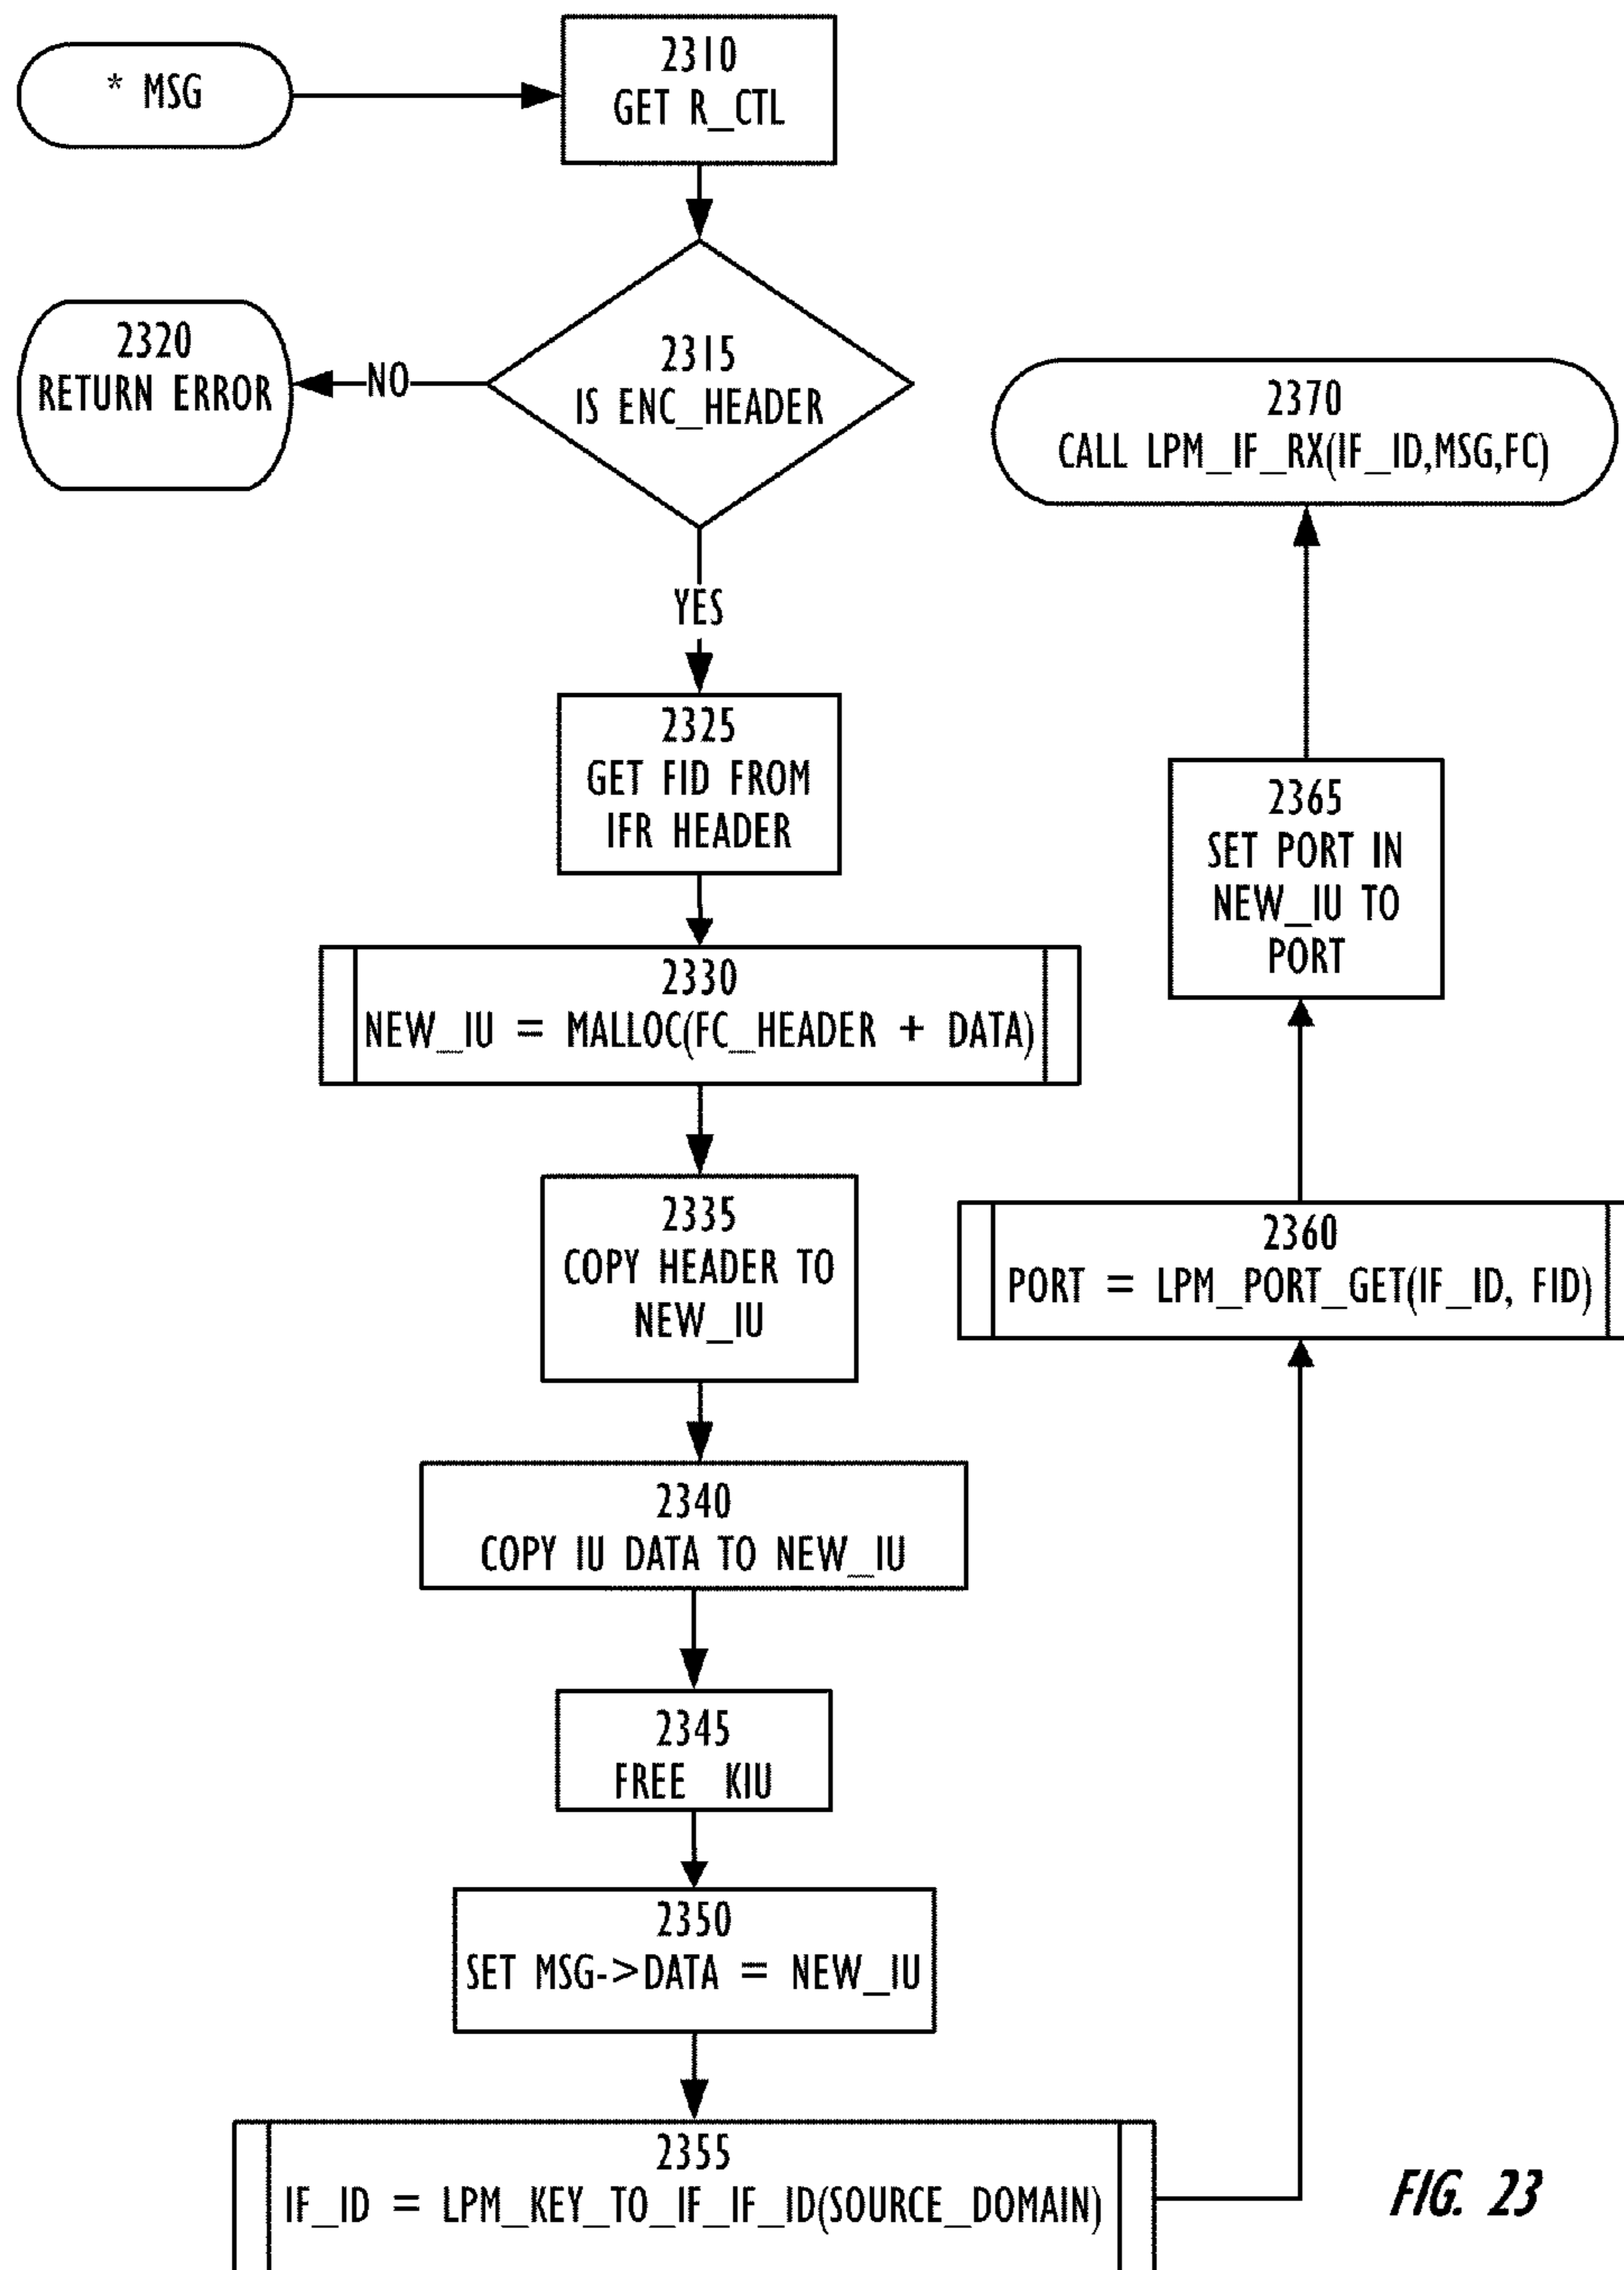 * MSG
2310
GET R_CTL
2315
IS ENC_HEADER
NO
2320
RETURN ERROR
YES
2325
GET FID FROM
IFR HEADER
2330
NEW_IU = MALLOC(FC_HEADER + DATA)
2335
COPY HEADER TO
NEW_IU
2340
COPY IU DATA TO NEW_IU
2345
FREE KIU
2350
SET MSG->DATA = NEW_IU
2355
IF_ID = LPM_KEY_TO_IF_IF_ID(SOURCE_DOMAIN)
2360
PORT = LPM_PORT_GET(IF_ID, FID)
2365
SET PORT IN
NEW_IU TO
PORT
2370
CALL LPM_IF_RX(IF_ID,MSG,FC)
FIG. 23